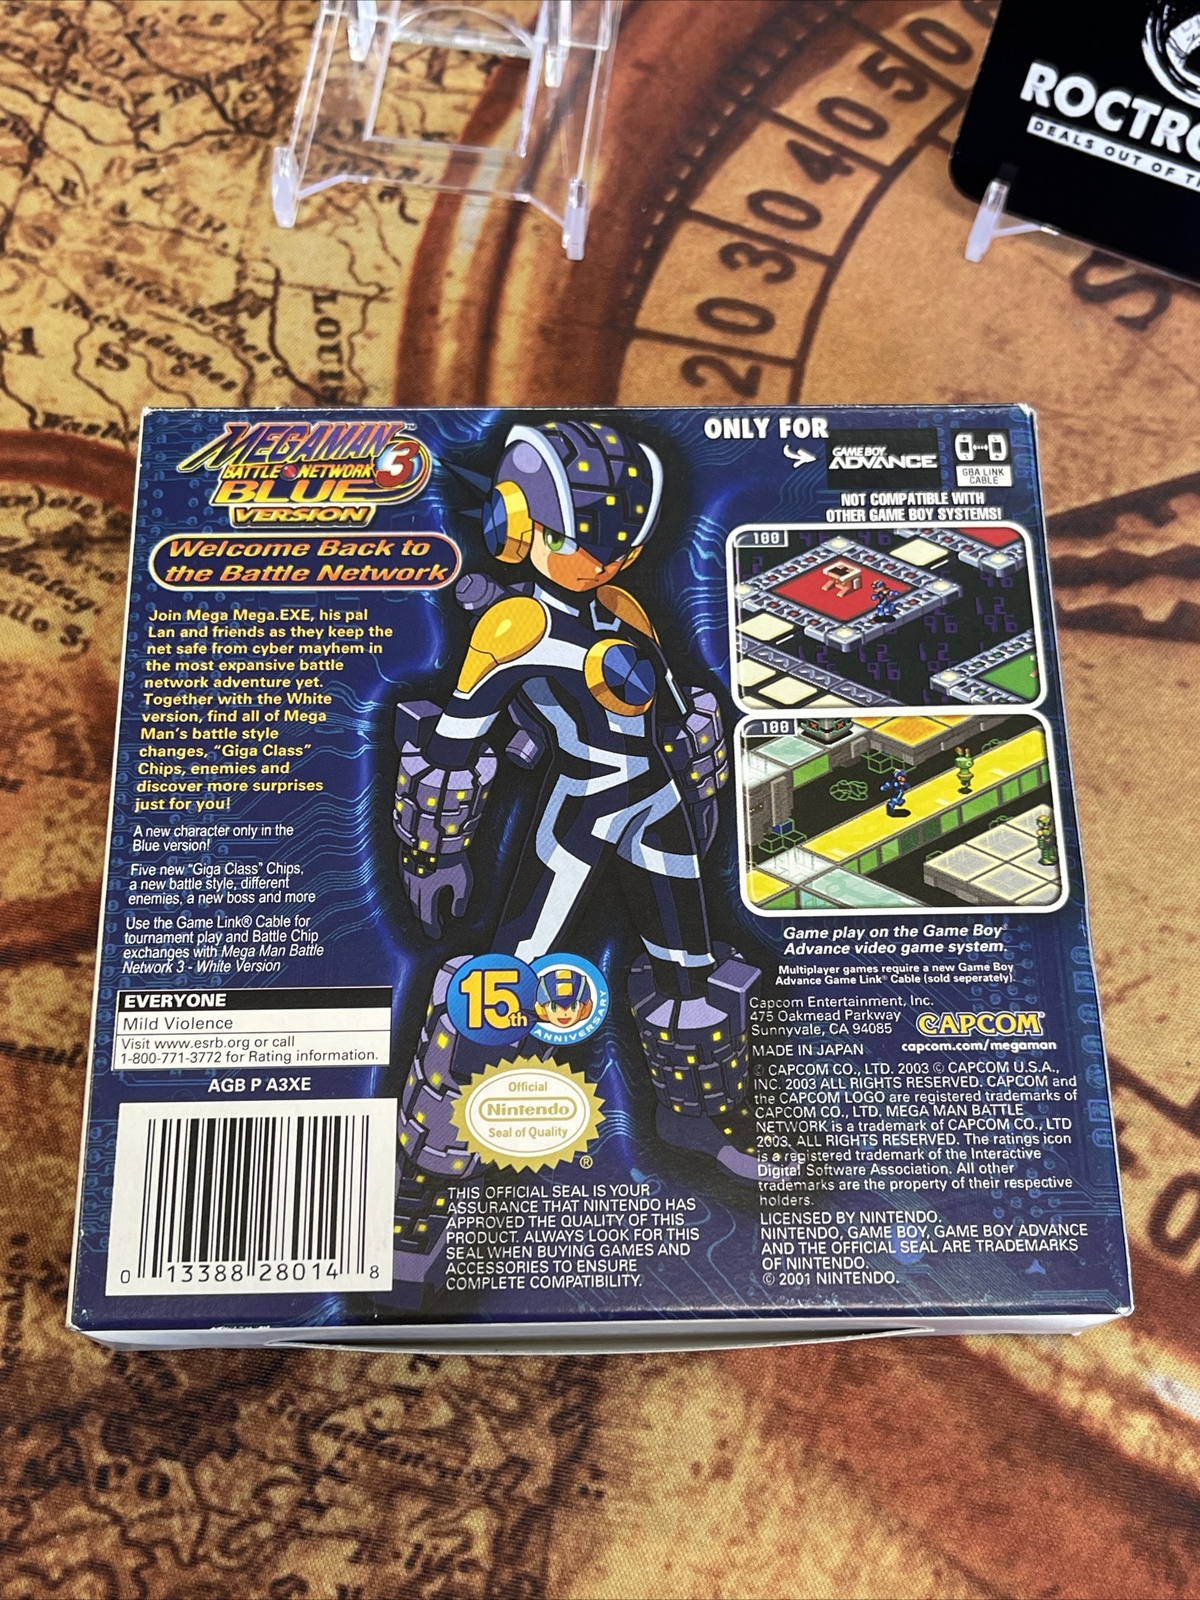 ROCTRO
DEALS OUT OF T
20 30 40 50
MEGAMAN™
BATTLE NETWORK 3
BLUE
VERSION
Welcome Back to
the Battle Network
Join Mega Mega.EXE, his pal
Lan and friends as they keep the
net safe from cyber mayhem in
the most expansive battle
network adventure yet.
Together with the White
version, find all of Mega
Man's battle style
changes, "Giga Class"
Chips, enemies and
discover more surprises
just for you!
A new character only in the
Blue version!
Five new "Giga Class" Chips,
a new battle style, different
enemies, a new boss and more
Use the Game Link® Cable for
tournament play and Battle Chip
exchanges with Mega Man Battle
Network 3 - White Version
EVERYONE
Mild Violence
Visit www.esrb.org or call
1-800-771-3772 for Rating information.
AGB P A3XE
0 13388 28014 8
15th
ANNIVERSARY
Official
Nintendo
Seal of Quality
®
THIS OFFICIAL SEAL IS YOUR
ASSURANCE THAT NINTENDO HAS
APPROVED THE QUALITY OF THIS
PRODUCT. ALWAYS LOOK FOR THIS
SEAL WHEN BUYING GAMES AND
ACCESSORIES TO ENSURE
COMPLETE COMPATIBILITY.
ONLY FOR
GAME BOY
ADVANCE
GBA LINK
CABLE
NOT COMPATIBLE WITH
OTHER GAME BOY SYSTEMS!
100
100
Game play on the Game Boy®
Advance video game system.
Multiplayer games require a new Game Boy
Advance Game Link® Cable (sold seperately)
Capcom Entertainment, Inc.
475 Oakmead Parkway
Sunnyvale, CA 94085
CAPCOM®
capcom.com/megaman
MADE IN JAPAN
© CAPCOM CO., LTD. 2003 © CAPCOM U.S.A.,
INC. 2003 ALL RIGHTS RESERVED. CAPCOM and
the CAPCOM LOGO are registered trademarks of
CAPCOM CO., LTD. MEGA MAN BATTLE
NETWORK is a trademark of CAPCOM CO., LTD
2003. ALL RIGHTS RESERVED. The ratings icon
is a registered trademark of the Interactive
Digital Software Association. All other
trademarks are the property of their respective
holders.
LICENSED BY NINTENDO.
NINTENDO, GAME BOY, GAME BOY ADVANCE
AND THE OFFICIAL SEAL ARE TRADEMARKS
OF NINTENDO.
© 2001 NINTENDO.